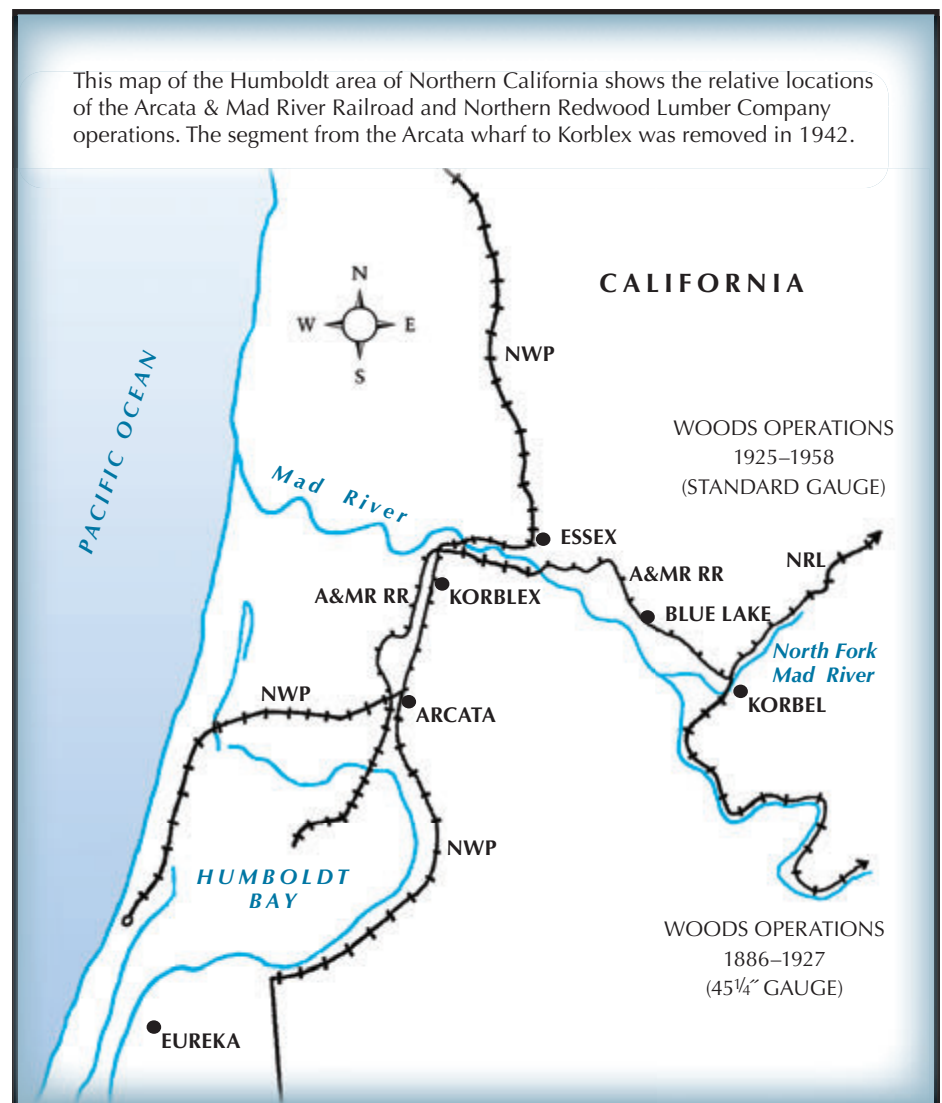 This map of the Humboldt area of Northern California shows the relative locations
of the Arcata & Mad River Railroad and Northern Redwood Lumber Company
operations. The segment from the Arcata wharf to Korblex was removed in 1942.
N
W E
S
CALIFORNIA
NWP
PACIFIC OCEAN
WOODS OPERATIONS
1925–1958
(STANDARD GAUGE)
Mad River
ESSEX
NRL
A&MR RR
A&MR RR
KORBLEX
BLUE LAKE
North Fork
Mad River
NWP
KORBEL
ARCATA
NWP
HUMBOLDT
BAY
WOODS OPERATIONS
1886–1927
(45¼″ GAUGE)
EUREKA